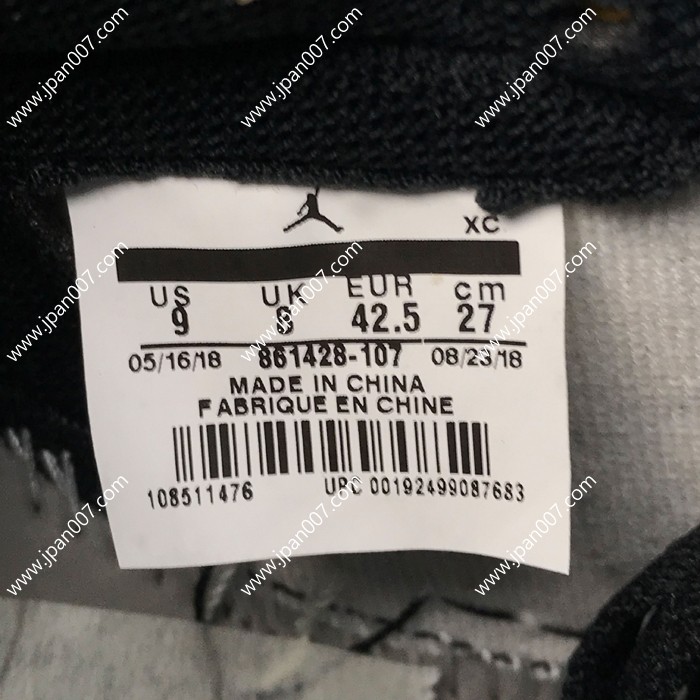 www.jpan007.com www.jpan007.com www.jpan007.com
XC
US UK EUR cm
9 8 42.5 27
05/16/18 861428-107 08/23/18
www.jpan007.com www.jpan007.com www.jpan007.com
MADE IN CHINA
FABRIQUE EN CHINE
108511476 UPC 00192499087683
www.jpan007.com www.jpan007.com www.jpan007.com